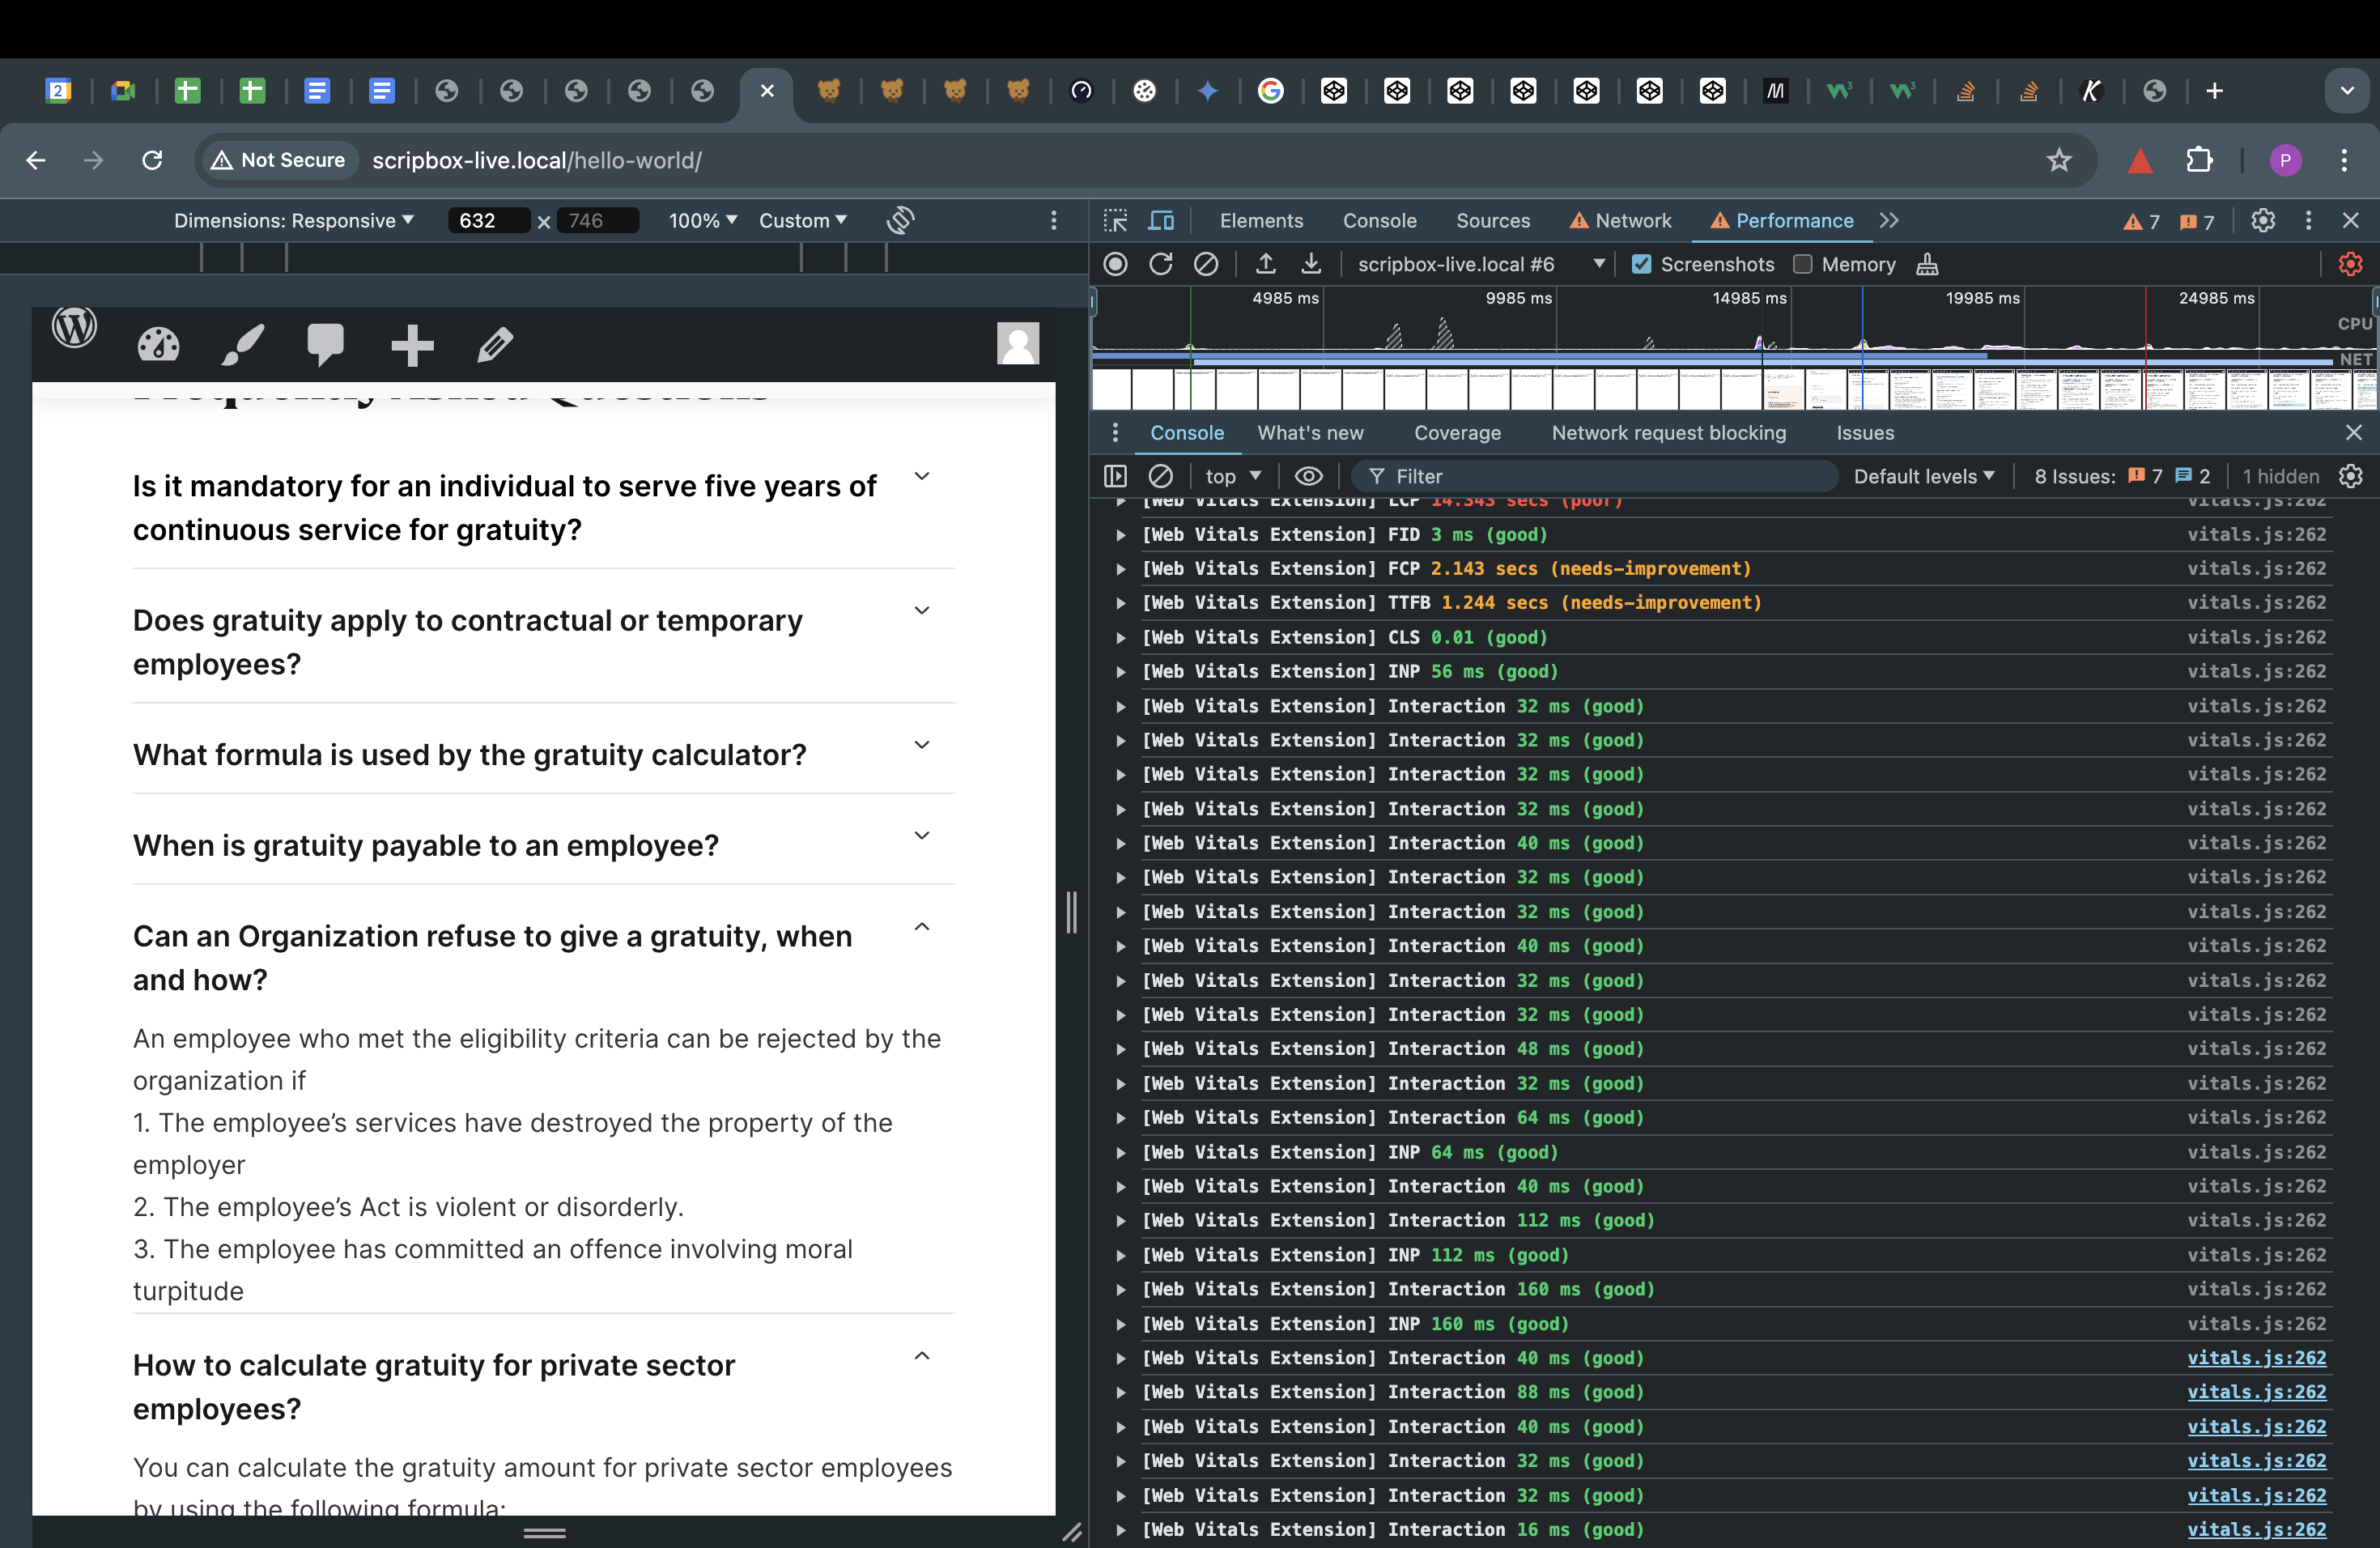 2
P
Not Secure
scripbox-live.local/hello-world/
Dimensions: Responsive
632
×
746
100%
Custom
Elements
Console
Sources
Network
Performance
7
7
scripbox-live.local #6
Screenshots
Memory
4985 ms
9985 ms
14985 ms
19985 ms
24985 ms
CPU
NET
Console
What's new
Coverage
Network request blocking
Issues
top
Filter
Default levels
8 Issues:
7
2
1 hidden
[Web Vitals Extension] LCP 14.343 secs (poor) vitals.js:262
[Web Vitals Extension] FID 3 ms (good) vitals.js:262
[Web Vitals Extension] FCP 2.143 secs (needs-improvement) vitals.js:262
[Web Vitals Extension] TTFB 1.244 secs (needs-improvement) vitals.js:262
[Web Vitals Extension] CLS 0.01 (good) vitals.js:262
[Web Vitals Extension] INP 56 ms (good) vitals.js:262
[Web Vitals Extension] Interaction 32 ms (good) vitals.js:262
[Web Vitals Extension] Interaction 32 ms (good) vitals.js:262
[Web Vitals Extension] Interaction 32 ms (good) vitals.js:262
[Web Vitals Extension] Interaction 32 ms (good) vitals.js:262
[Web Vitals Extension] Interaction 40 ms (good) vitals.js:262
[Web Vitals Extension] Interaction 32 ms (good) vitals.js:262
[Web Vitals Extension] Interaction 32 ms (good) vitals.js:262
[Web Vitals Extension] Interaction 40 ms (good) vitals.js:262
[Web Vitals Extension] Interaction 32 ms (good) vitals.js:262
[Web Vitals Extension] Interaction 32 ms (good) vitals.js:262
[Web Vitals Extension] Interaction 48 ms (good) vitals.js:262
[Web Vitals Extension] Interaction 32 ms (good) vitals.js:262
[Web Vitals Extension] Interaction 64 ms (good) vitals.js:262
[Web Vitals Extension] INP 64 ms (good) vitals.js:262
[Web Vitals Extension] Interaction 40 ms (good) vitals.js:262
[Web Vitals Extension] Interaction 112 ms (good) vitals.js:262
[Web Vitals Extension] INP 112 ms (good) vitals.js:262
[Web Vitals Extension] Interaction 160 ms (good) vitals.js:262
[Web Vitals Extension] INP 160 ms (good) vitals.js:262
[Web Vitals Extension] Interaction 40 ms (good) vitals.js:262
[Web Vitals Extension] Interaction 88 ms (good) vitals.js:262
[Web Vitals Extension] Interaction 40 ms (good) vitals.js:262
[Web Vitals Extension] Interaction 32 ms (good) vitals.js:262
[Web Vitals Extension] Interaction 32 ms (good) vitals.js:262
[Web Vitals Extension] Interaction 16 ms (good) vitals.js:262
Frequently Asked Questions
Is it mandatory for an individual to serve five years of
continuous service for gratuity?
Does gratuity apply to contractual or temporary
employees?
What formula is used by the gratuity calculator?
When is gratuity payable to an employee?
Can an Organization refuse to give a gratuity, when
and how?
An employee who met the eligibility criteria can be rejected by the
organization if
1. The employee’s services have destroyed the property of the
employer
2. The employee’s Act is violent or disorderly.
3. The employee has committed an offence involving moral
turpitude
How to calculate gratuity for private sector
employees?
You can calculate the gratuity amount for private sector employees
by using the following formula: